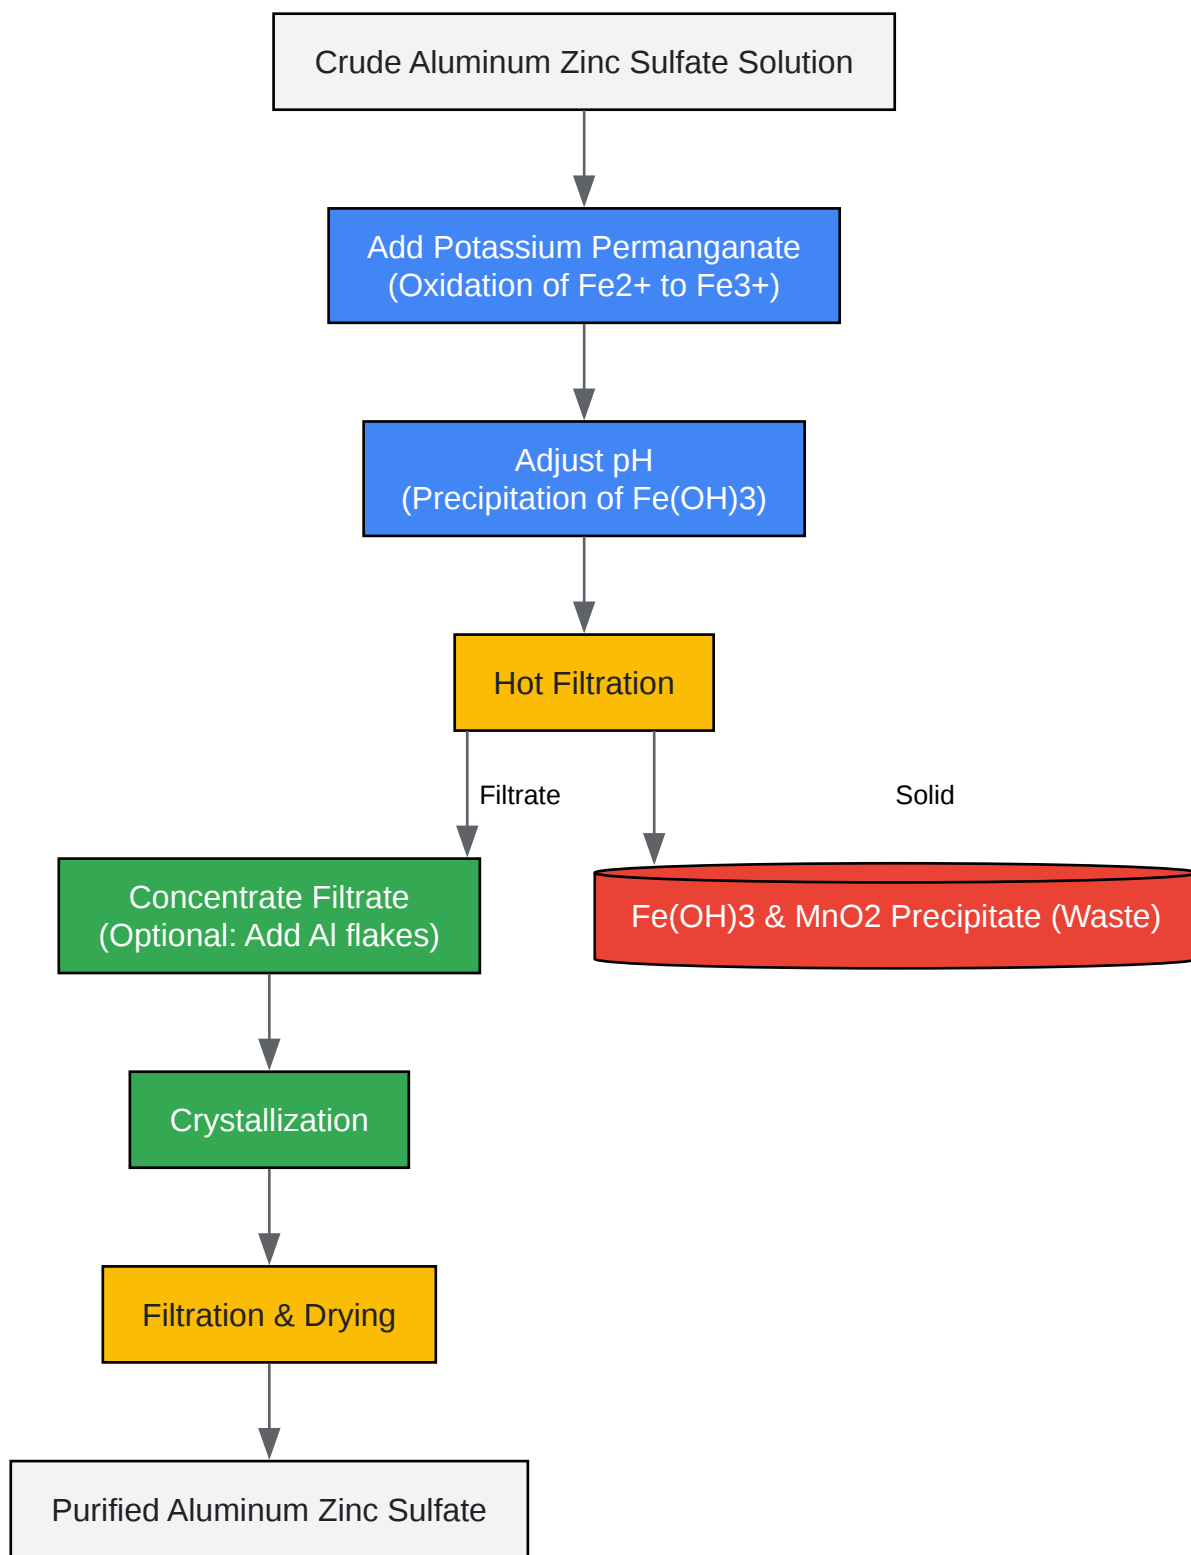 Crude Aluminum Zinc Sulfate Solution
Add Potassium Permanganate
(Oxidation of Fe2+ to Fe3+)
Adjust pH
(Precipitation of Fe(OH)3)
Hot Filtration
Filtrate
Solid
Concentrate Filtrate
(Optional: Add Al flakes)
Fe(OH)3 & MnO2 Precipitate (Waste)
Crystallization
Filtration & Drying
Purified Aluminum Zinc Sulfate